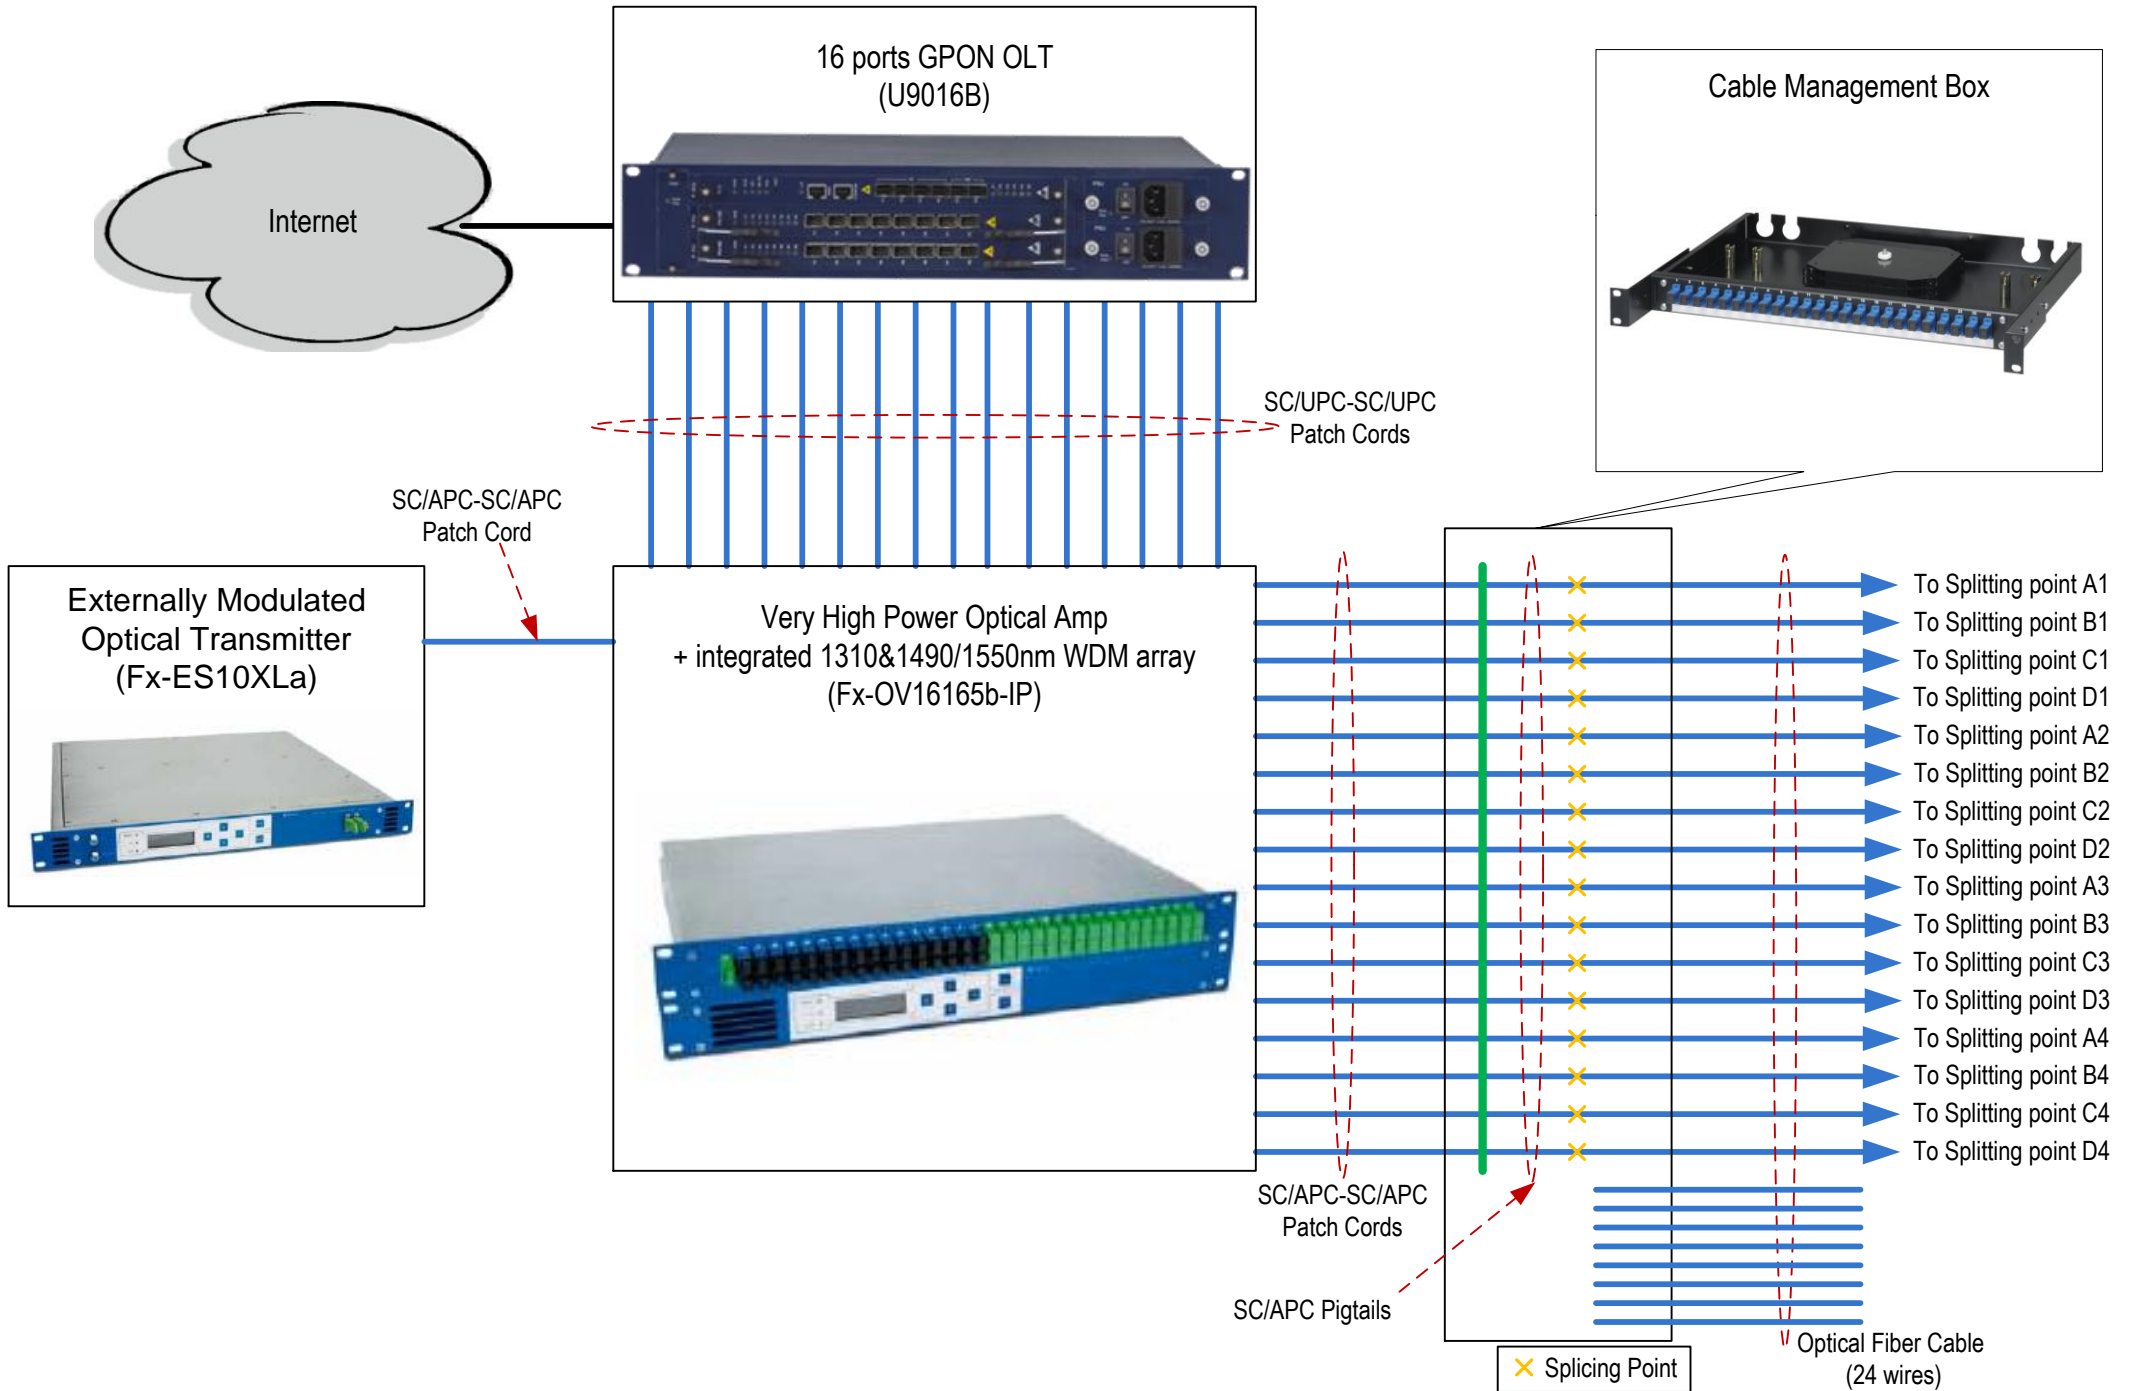 16 ports GPON OLT
(U9016B)
Cable Management Box
Internet
SC/UPC-SC/UPC
Patch Cords
SC/APC-SC/APC
Patch Cord
Externally Modulated
Optical Transmitter
(Fx-ES10XLa)
Very High Power Optical Amp
+ integrated 1310&1490/1550nm WDM array
(Fx-OV16165b-IP)
To Splitting point A1
To Splitting point B1
To Splitting point C1
To Splitting point D1
To Splitting point A2
To Splitting point B2
To Splitting point C2
To Splitting point D2
To Splitting point A3
To Splitting point B3
To Splitting point C3
To Splitting point D3
To Splitting point A4
To Splitting point B4
To Splitting point C4
To Splitting point D4
SC/APC-SC/APC
Patch Cords
SC/APC Pigtails
Optical Fiber Cable
(24 wires)
Splicing Point